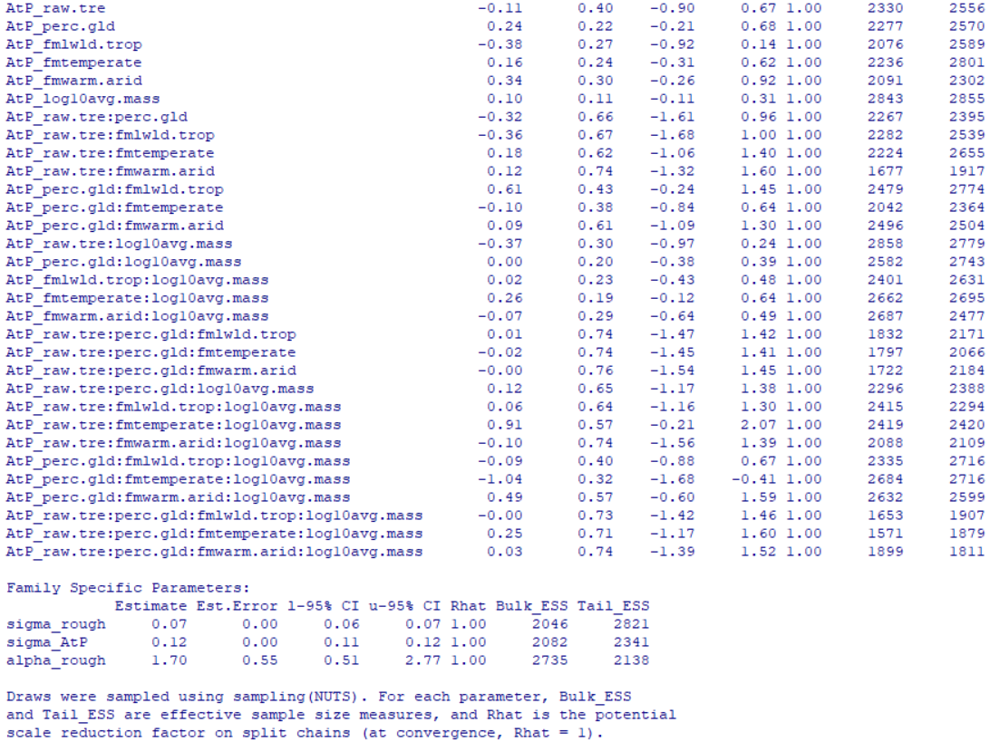 AtP_raw.tre -0.11 0.40 -0.90 0.67 1.00 2330 2556
AtP_perc.gld 0.24 0.22 -0.21 0.68 1.00 2277 2570
AtP_fmlwld.trop -0.38 0.27 -0.92 0.14 1.00 2076 2589
AtP_fmtemperate 0.16 0.24 -0.31 0.62 1.00 2236 2801
AtP_fmwarm.arid 0.34 0.30 -0.26 0.92 1.00 2091 2302
AtP_log10avg.mass 0.10 0.11 -0.11 0.31 1.00 2843 2855
AtP_raw.tre:perc.gld -0.32 0.66 -1.61 0.96 1.00 2267 2395
AtP_raw.tre:fmlwld.trop -0.36 0.67 -1.68 1.00 1.00 2282 2539
AtP_raw.tre:fmtemperate 0.18 0.62 -1.06 1.40 1.00 2224 2655
AtP_raw.tre:fmwarm.arid 0.12 0.74 -1.32 1.60 1.00 1677 1917
AtP_perc.gld:fmlwld.trop 0.61 0.43 -0.24 1.45 1.00 2479 2774
AtP_perc.gld:fmtemperate -0.10 0.38 -0.84 0.64 1.00 2042 2364
AtP_perc.gld:fmwarm.arid 0.09 0.61 -1.09 1.30 1.00 2496 2504
AtP_raw.tre:log10avg.mass -0.37 0.30 -0.97 0.24 1.00 2858 2779
AtP_perc.gld:log10avg.mass 0.00 0.20 -0.38 0.39 1.00 2582 2743
AtP_fmlwld.trop:log10avg.mass 0.02 0.23 -0.43 0.48 1.00 2401 2631
AtP_fmtemperate:log10avg.mass 0.26 0.19 -0.12 0.64 1.00 2662 2695
AtP_fmwarm.arid:log10avg.mass -0.07 0.29 -0.64 0.49 1.00 2687 2477
AtP_raw.tre:perc.gld:fmlwld.trop 0.01 0.74 -1.47 1.42 1.00 1832 2171
AtP_raw.tre:perc.gld:fmtemperate -0.02 0.74 -1.45 1.41 1.00 1797 2066
AtP_raw.tre:perc.gld:fmwarm.arid -0.00 0.76 -1.54 1.45 1.00 1722 2184
AtP_raw.tre:perc.gld:log10avg.mass 0.12 0.65 -1.17 1.38 1.00 2296 2388
AtP_raw.tre:fmlwld.trop:log10avg.mass 0.06 0.64 -1.16 1.30 1.00 2415 2294
AtP_raw.tre:fmtemperate:log10avg.mass 0.91 0.57 -0.21 2.07 1.00 2419 2420
AtP_raw.tre:fmwarm.arid:log10avg.mass -0.10 0.74 -1.56 1.39 1.00 2088 2109
AtP_perc.gld:fmlwld.trop:log10avg.mass -0.09 0.40 -0.88 0.67 1.00 2335 2716
AtP_perc.gld:fmtemperate:log10avg.mass -1.04 0.32 -1.68 -0.41 1.00 2684 2716
AtP_perc.gld:fmwarm.arid:log10avg.mass 0.49 0.57 -0.60 1.59 1.00 2632 2599
AtP_raw.tre:perc.gld:fmlwld.trop:log10avg.mass -0.00 0.73 -1.42 1.46 1.00 1653 1907
AtP_raw.tre:perc.gld:fmtemperate:log10avg.mass 0.25 0.71 -1.17 1.60 1.00 1571 1879
AtP_raw.tre:perc.gld:fmwarm.arid:log10avg.mass 0.03 0.74 -1.39 1.52 1.00 1899 1811
Family Specific Parameters:
Estimate Est.Error l-95% CI u-95% CI Rhat Bulk_ESS Tail_ESS
sigma_rough 0.07 0.00 0.06 0.07 1.00 2046 2821
sigma_AtP 0.12 0.00 0.11 0.12 1.00 2082 2341
alpha_rough 1.70 0.55 0.51 2.77 1.00 2735 2138
Draws were sampled using sampling(NUTS). For each parameter, Bulk_ESS
and Tail_ESS are effective sample size measures, and Rhat is the potential
scale reduction factor on split chains (at convergence, Rhat = 1).